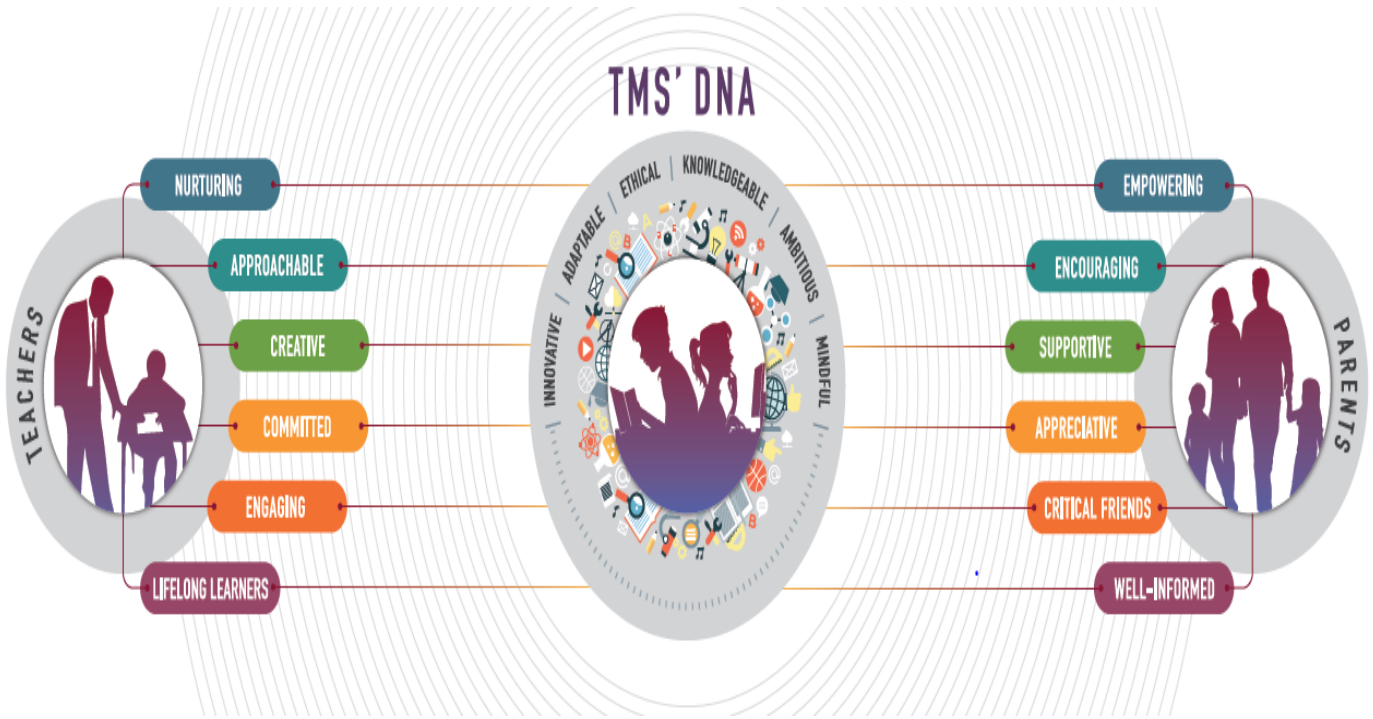 TMS' DNA
TEACHERS
NURTURING
APPROACHABLE
CREATIVE
COMMITTED
ENGAGING
LIFELONG LEARNERS
INNOVATIVE | ADAPTABLE | ETHICAL | KNOWLEDGEABLE | AMBITIOUS | MINDFUL
EMPOWERING
ENCOURAGING
SUPPORTIVE
APPRECIATIVE
CRITICAL FRIENDS
WELL-INFORMED
PARENTS